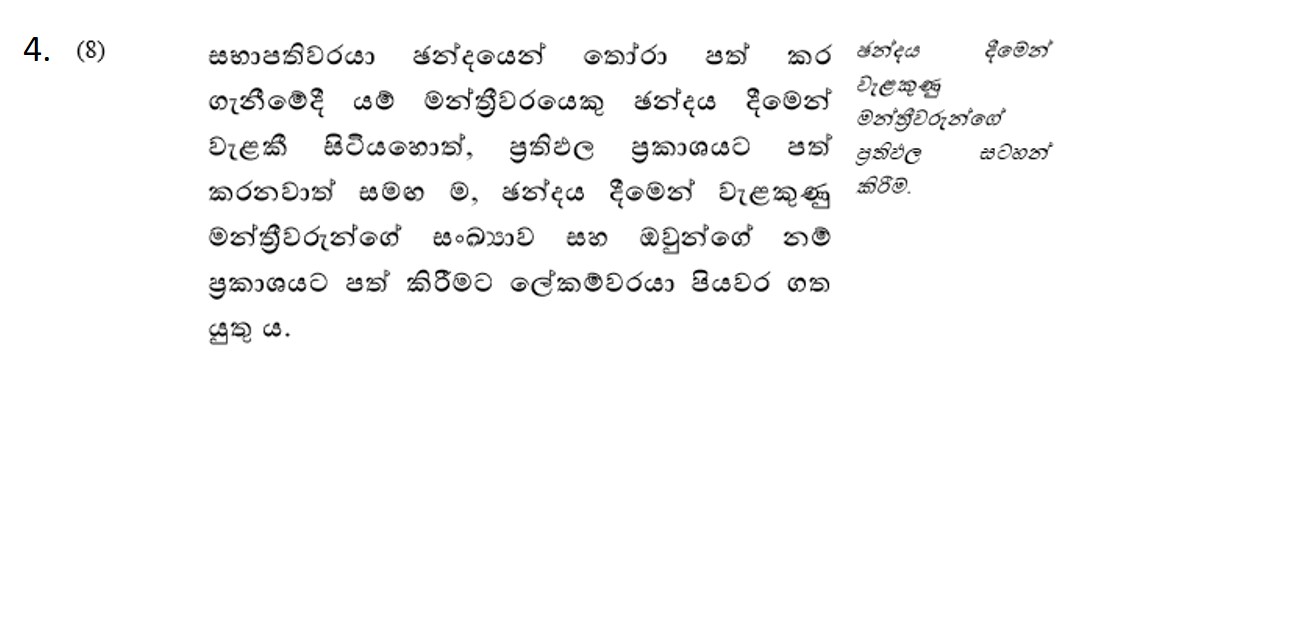 4. (8)
සභාපතිවරයා ඡන්දයෙන් තෝරා පත් කර
ගැනීමේදී යම් මන්ත්‍රීවරයෙකු ඡන්දය දීමෙන්
වැළකී සිටියහොත්, ප්‍රතිඵල ප්‍රකාශයට පත්
කරනවාත් සමඟ ම, ඡන්දය දීමෙන් වැළකුණු
මන්ත්‍රීවරුන්ගේ සංඛ්‍යාව සහ ඔවුන්ගේ නම්
ප්‍රකාශයට පත් කිරීමට ලේකම්වරයා පියවර ගත
යුතු ය.
ඡන්දය දීමෙන්
වැළකුණු
මන්ත්‍රීවරුන්ගේ
ප්‍රතිඵල සටහන්
කිරීම.